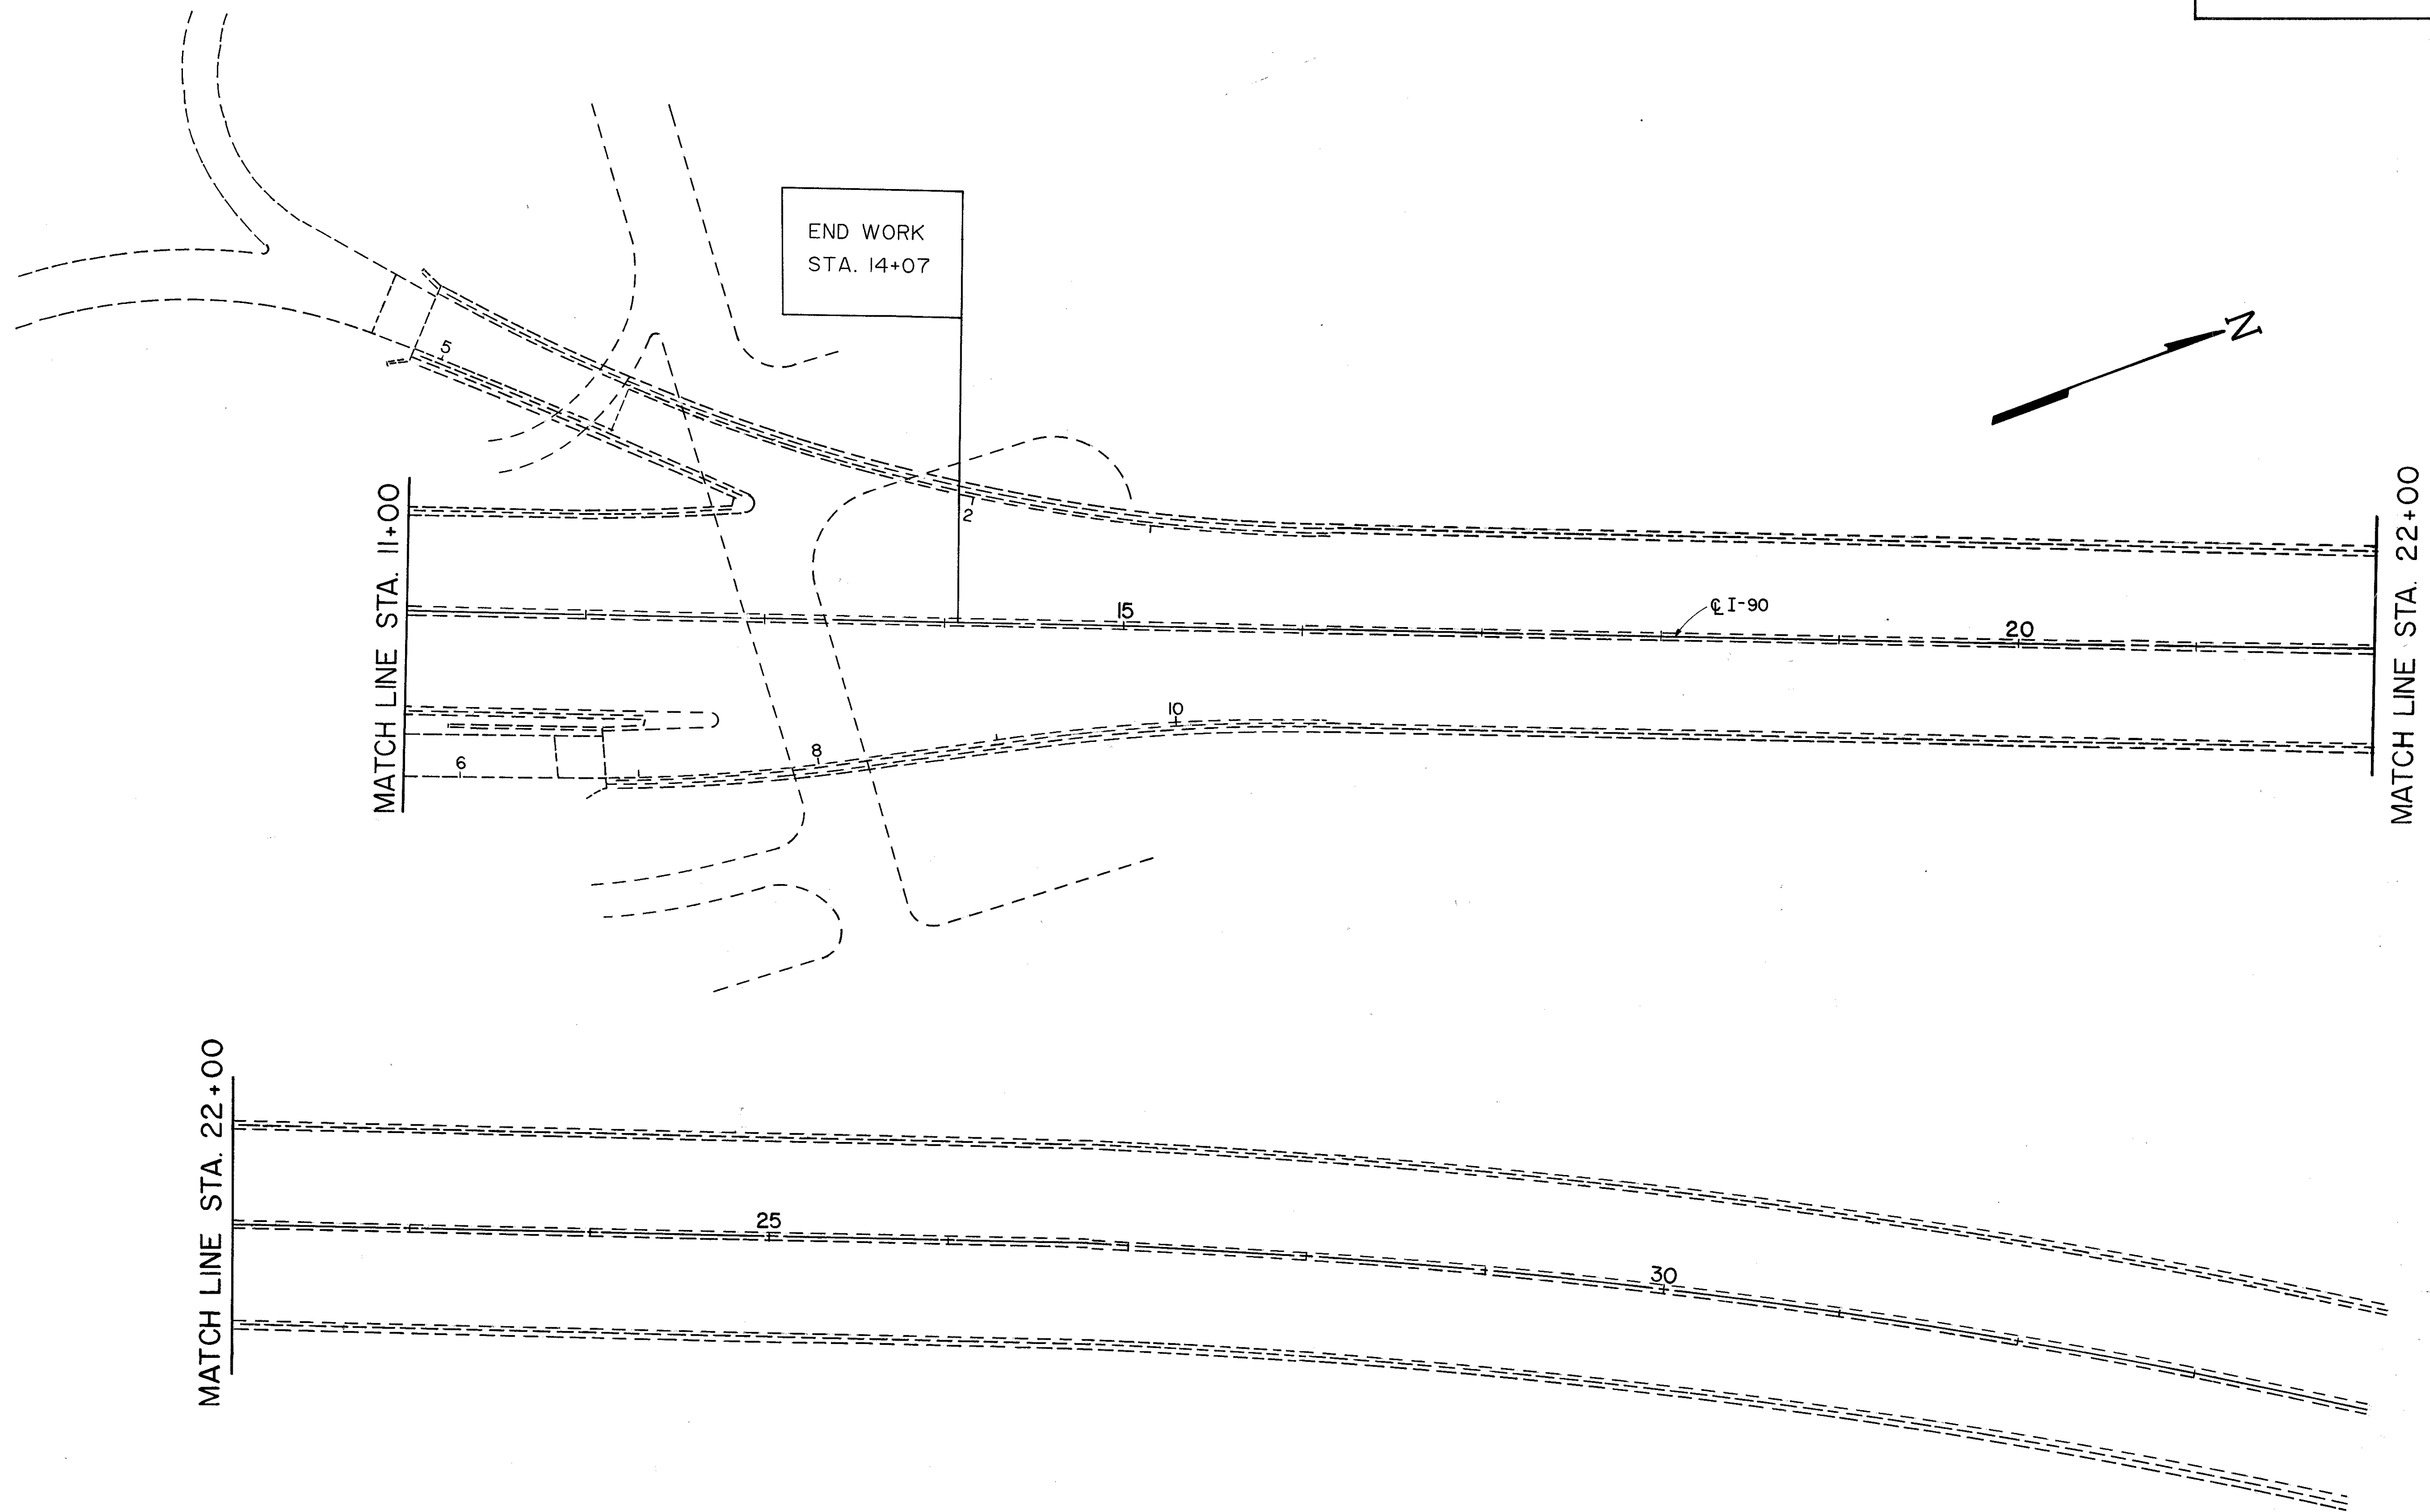 END WORK
STA. 14+07
N
5
2
MATCH LINE STA. 11+00
15
℄ I-90
20
MATCH LINE STA. 22+00
10
8
6
MATCH LINE STA. 22+00
25
30